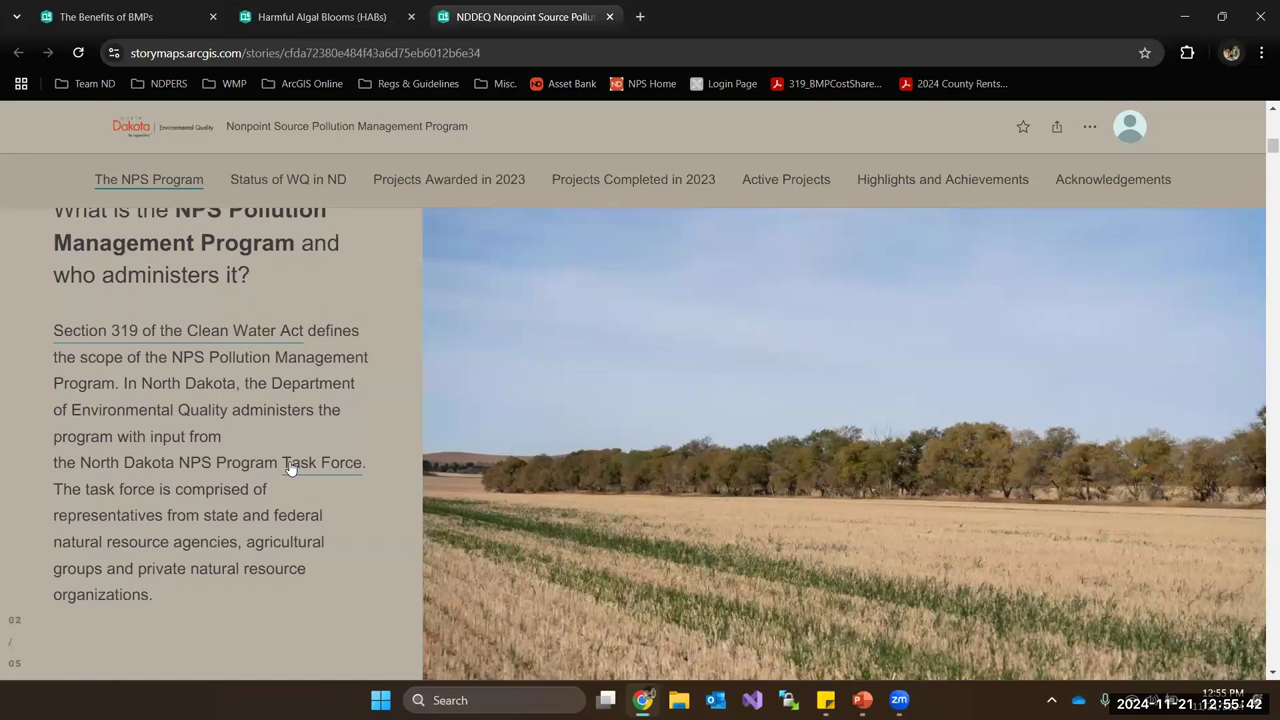 The Benefits of BMPs
Harmful Algal Blooms (HABs)
NDDEQ Nonpoint Source Pollu
storymaps.arcgis.com/stories/cfda72380e484f43a6d75eb6012b6e34
Team ND
NDPERS
WMP
ArcGIS Online
Regs & Guidelines
Misc.
Asset Bank
NPS Home
Login Page
319_BMPCostShare...
2024 County Rents...
NORTH
Dakota
Environmental Quality
Nonpoint Source Pollution Management Program
The NPS Program
Status of WQ in ND
Projects Awarded in 2023
Projects Completed in 2023
Active Projects
Highlights and Achievements
Acknowledgements
What is the NPS Pollution
Management Program and
who administers it?
Section 319 of the Clean Water Act defines
the scope of the NPS Pollution Management
Program. In North Dakota, the Department
of Environmental Quality administers the
program with input from
the North Dakota NPS Program Task Force.
The task force is comprised of
representatives from state and federal
natural resource agencies, agricultural
groups and private natural resource
organizations.
02
/
05
Search
12:55 PM
2024-11-21 12:55:42